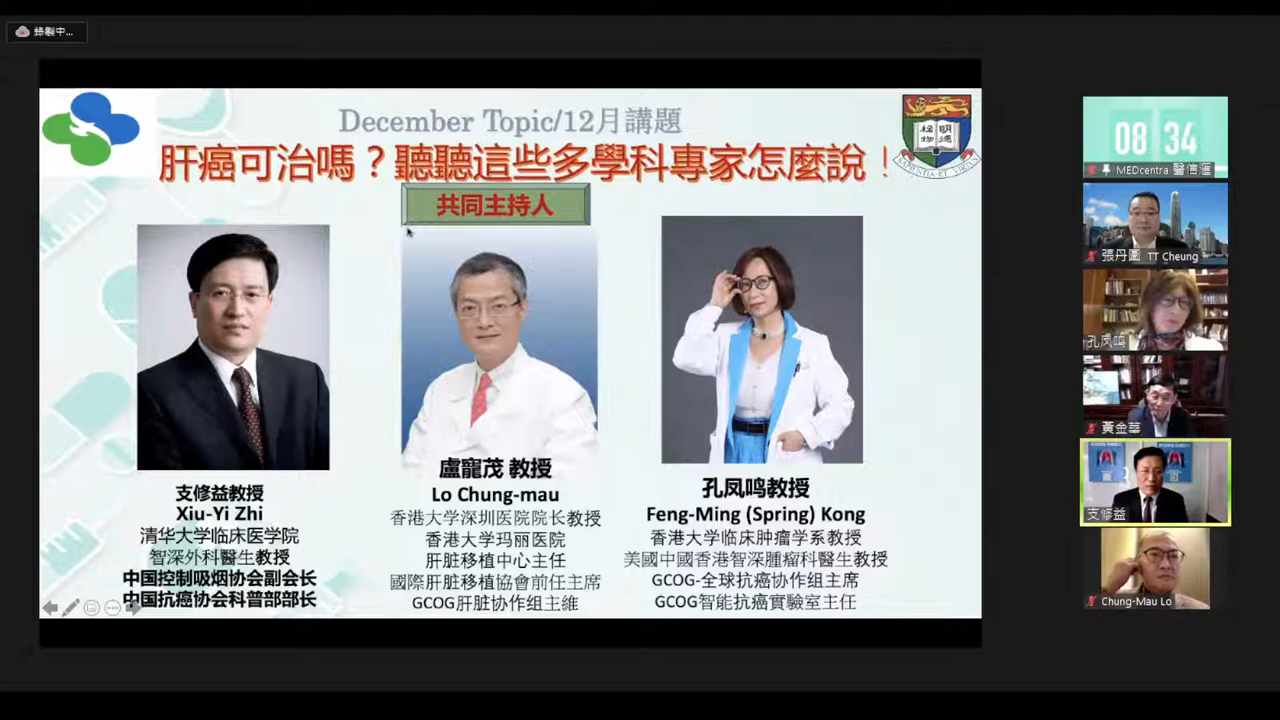 錄製中...
December Topic/12月講題
肝癌可治嗎？聽聽這些多學科專家怎麼說！
共同主持人
支修益教授
Xiu-Yi Zhi
清华大学临床医学院
智深外科醫生教授
中国控制吸烟协会副会长
中国抗癌协会科普部部长
盧寵茂 教授
Lo Chung-mau
香港大学深圳医院院长教授
香港大学玛丽医院
肝脏移植中心主任
國際肝脏移植協會前任主席
GCOG肝脏协作组主維
孔凤鸣教授
Feng-Ming (Spring) Kong
香港大学临床肿瘤学系教授
美國中國香港智深腫瘤科醫生教授
GCOG-全球抗癌协作组主席
GCOG智能抗癌實驗室主任
08 34
MEDcentra 醫信滙
張丹圖 TT Cheung
孔凤鸣
黃金華
支修益
Chung-Mau Lo